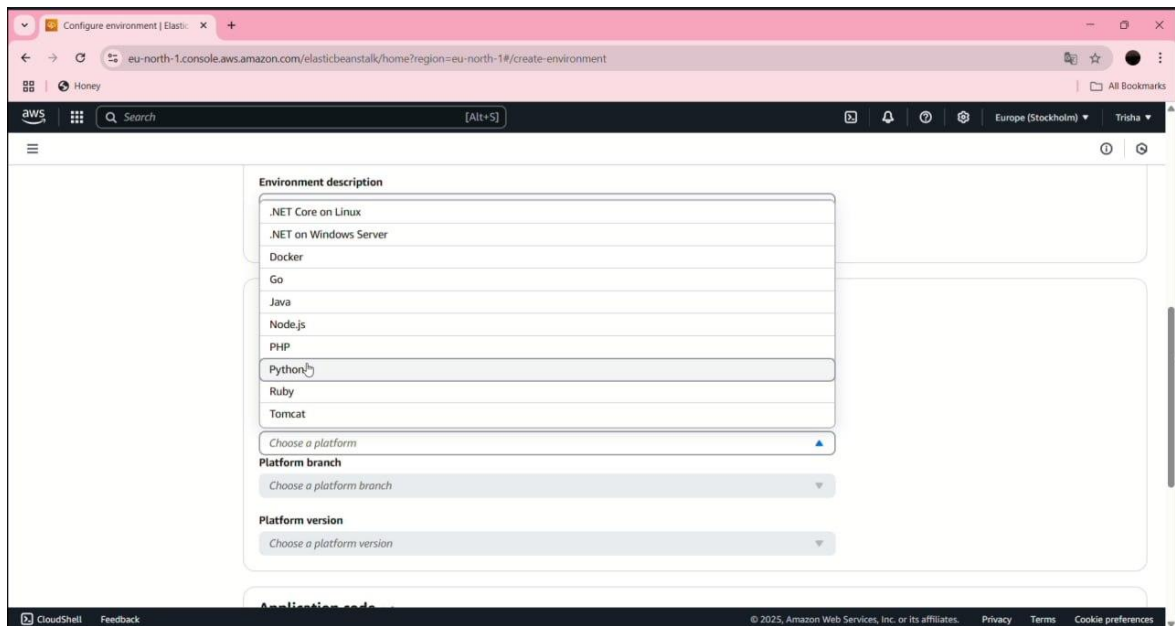 Configure environment | Elastic
eu-north-1.console.aws.amazon.com/elasticbeanstalk/home?region=eu-north-1#/create-environment
Honey
All Bookmarks
aws
Search
[Alt+S]
Europe (Stockholm)
Trisha
Environment description
.NET Core on Linux
.NET on Windows Server
Docker
Go
Java
Node.js
PHP
Python
Ruby
Tomcat
Choose a platform
Platform branch
Choose a platform branch
Platform version
Choose a platform version
Application code
CloudShell Feedback
© 2025, Amazon Web Services, Inc. or its affiliates. Privacy Terms Cookie preferences